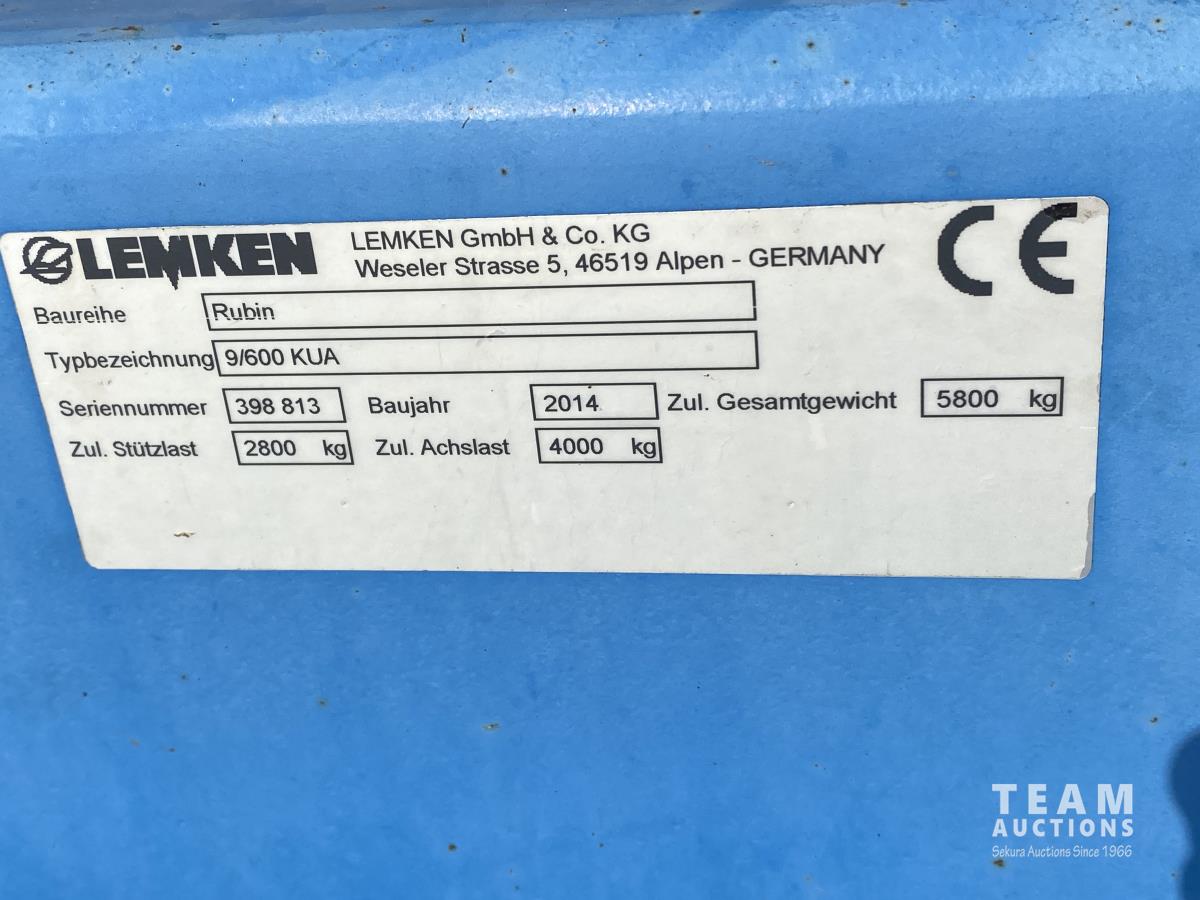 LEMKEN
LEMKEN GmbH & Co. KG
Weseler Strasse 5, 46519 Alpen - GERMANY
CE
Baureihe Rubin
Typbezeichnung 9/600 KUA
Seriennummer 398 813 Baujahr 2014 Zul. Gesamtgewicht 5800 kg
Zul. Stützlast 2800 kg Zul. Achslast 4000 kg
TEAM
AUCTIONS
Sekura Auctions Since 1966